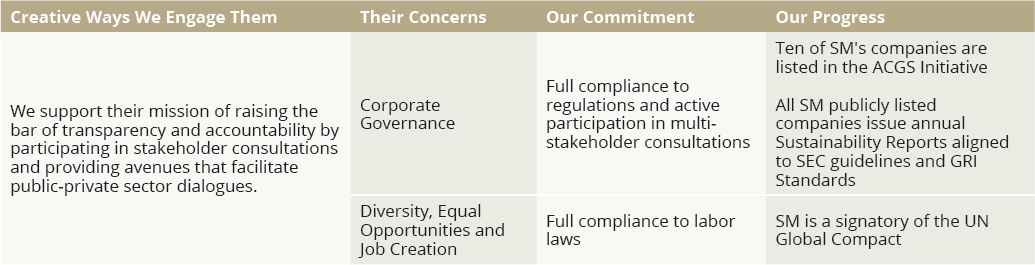 Creative Ways We Engage Them
Their Concerns
Our Commitment
Our Progress
We support their mission of raising the
bar of transparency and accountability by
participating in stakeholder consultations
and providing avenues that facilitate
public-private sector dialogues.
Corporate
Governance
Full compliance to
regulations and active
participation in multi-
stakeholder consultations
Ten of SM's companies are
listed in the ACGS Initiative
All SM publicly listed
companies issue annual
Sustainability Reports aligned
to SEC guidelines and GRI
Standards
Diversity, Equal
Opportunities and
Job Creation
Full compliance to labor
laws
SM is a signatory of the UN
Global Compact